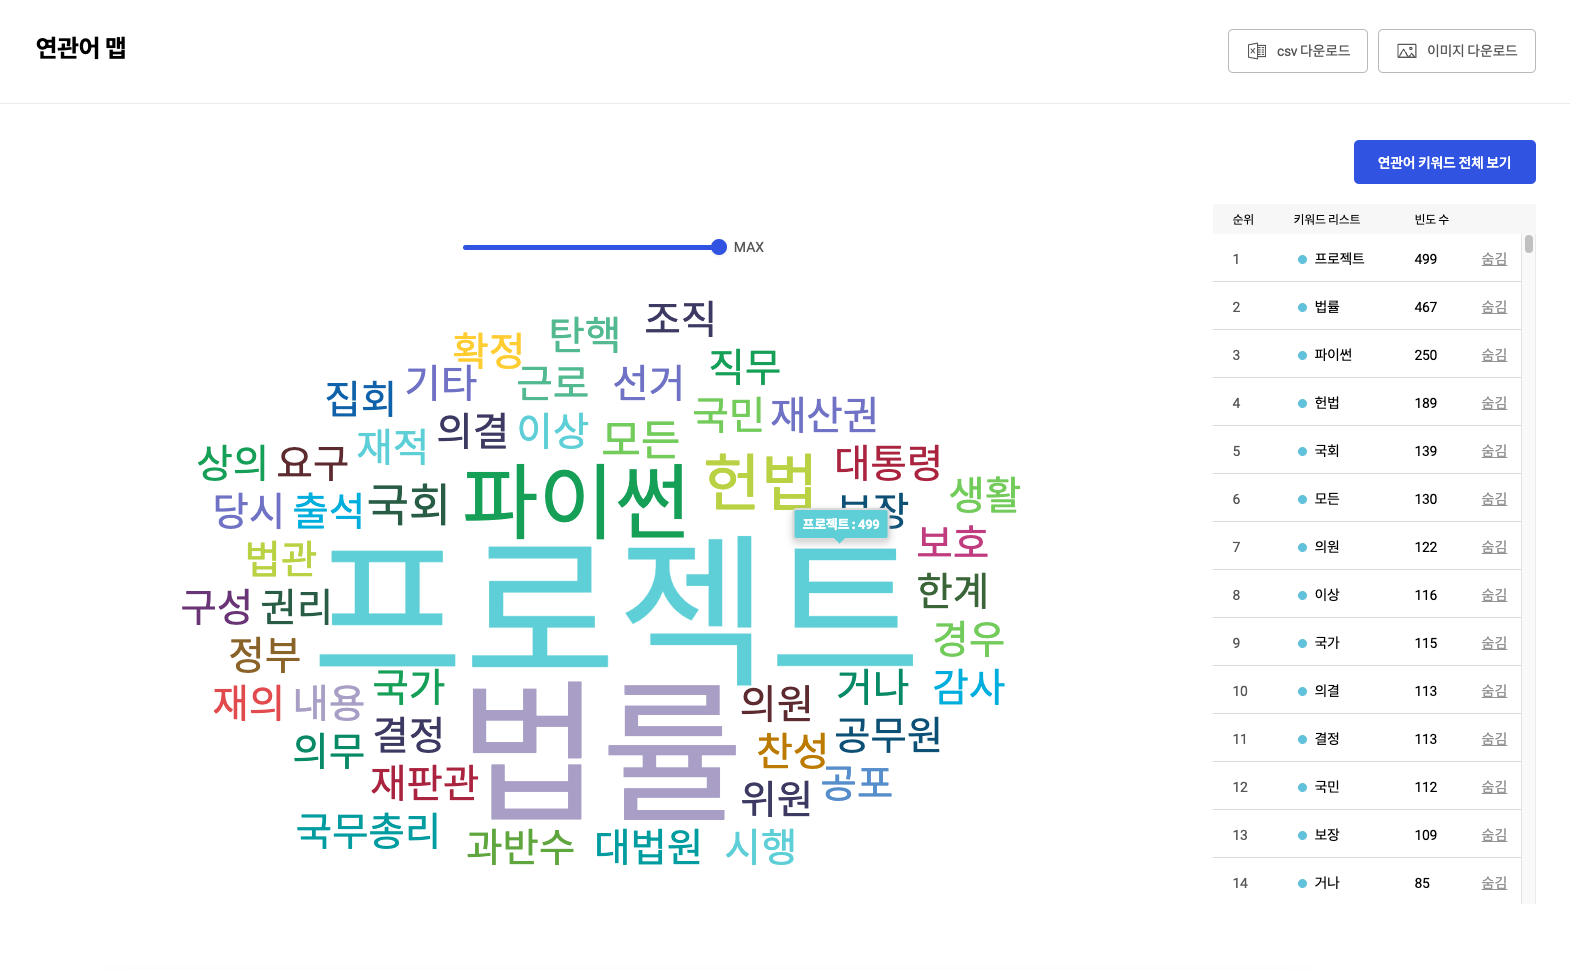 연관어 맵
csv 다운로드
이미지 다운로드
연관어 키워드 전체 보기
MAX
조직
탄핵
확정
직무
기타 근로 선거
집회
국민 재산권
의결 이상 모든
재적
상의 요구 대통령
파이썬 헌법
생활
국회
당시 출석 보장
프로젝트 : 499
보호
법관
프로젝트
한계
구성 권리
경우
정부
국가 거나 감사
재의 내용 의원
법률
결정 공무원
의무 찬성
재판관 공포
위원
국무총리
과반수 대법원 시행
순위 키워드 리스트 빈도 수
1 프로젝트 499 숨김
2 법률 467 숨김
3 파이썬 250 숨김
4 헌법 189 숨김
5 국회 139 숨김
6 모든 130 숨김
7 의원 122 숨김
8 이상 116 숨김
9 국가 115 숨김
10 의결 113 숨김
11 결정 113 숨김
12 국민 112 숨김
13 보장 109 숨김
14 거나 85 숨김